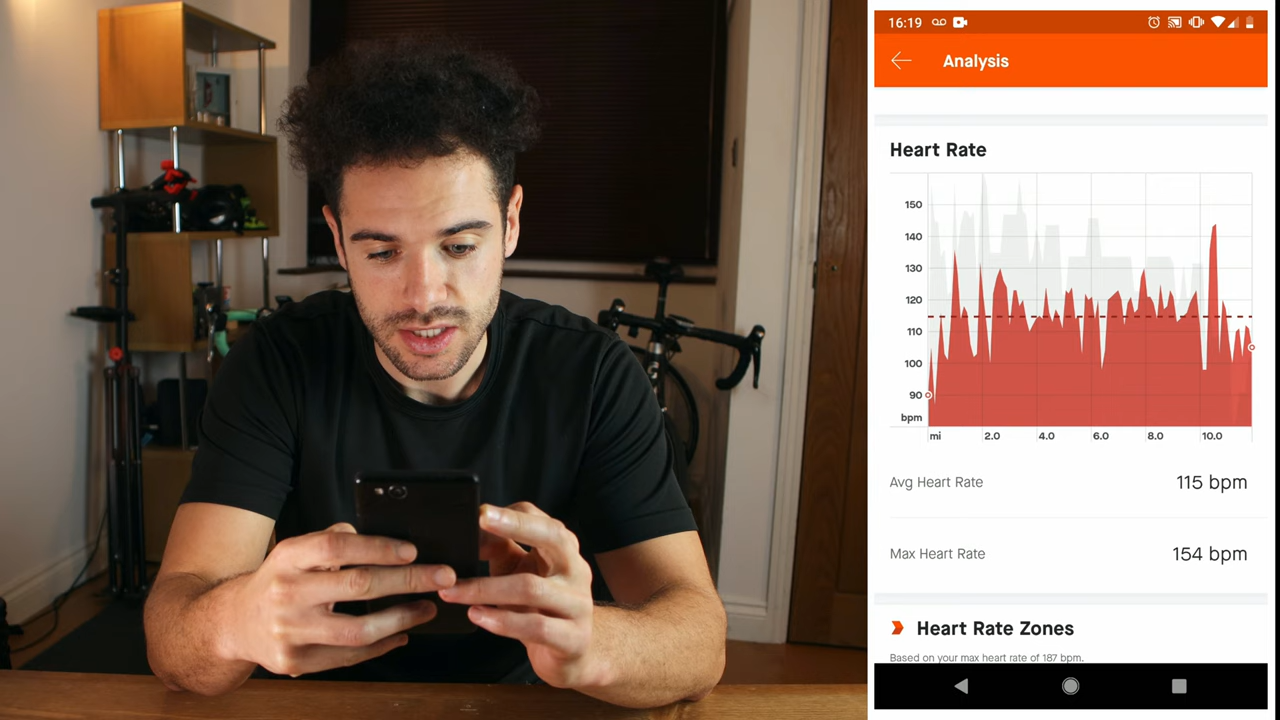 16:19
Analysis
Heart Rate
150
140
130
120
110
100
90
bpm
mi 2.0 4.0 6.0 8.0 10.0
Avg Heart Rate 115 bpm
Max Heart Rate 154 bpm
Heart Rate Zones
Based on your max heart rate of 187 bpm.